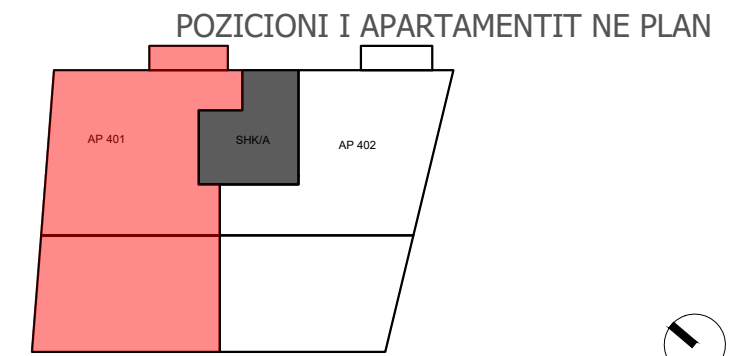 POZICIONI I APARTAMENTIT NE PLAN
AP 401
SHK/A
AP 402